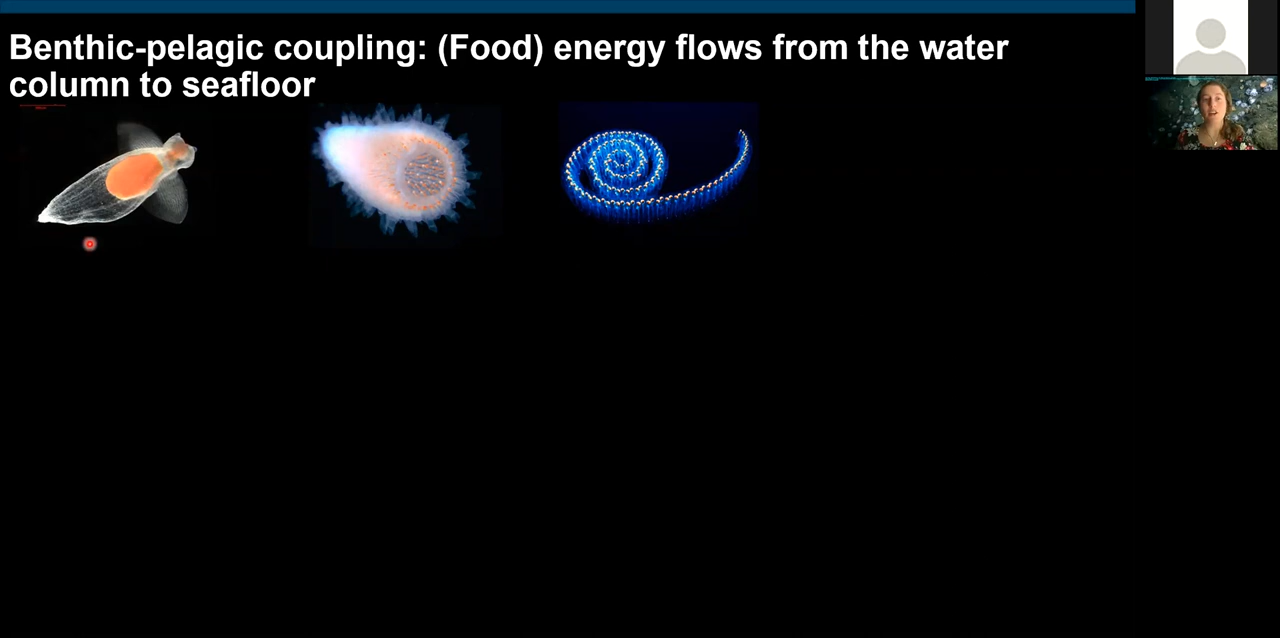 Benthic-pelagic coupling: (Food) energy flows from the water
column to seafloor